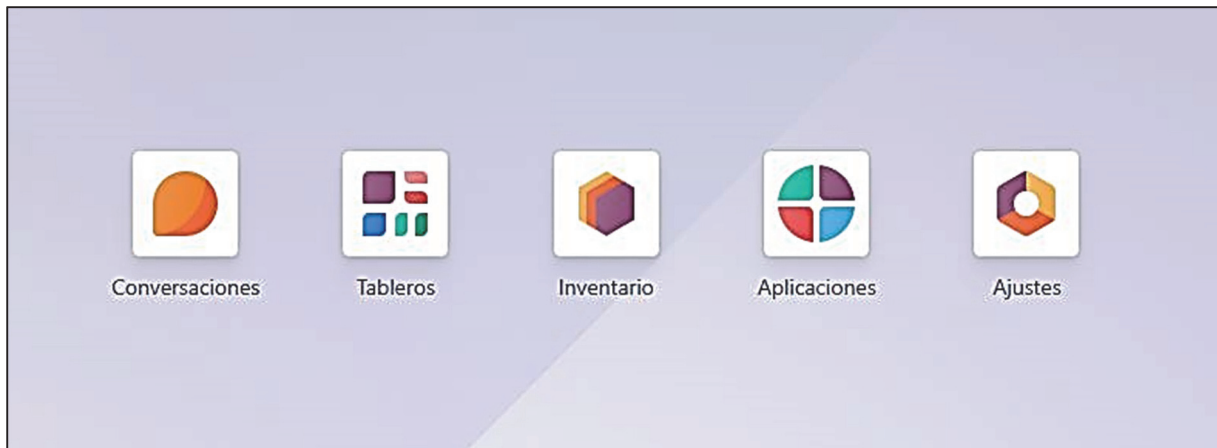 Conversaciones
Tableros
Inventario
Aplicaciones
Ajustes